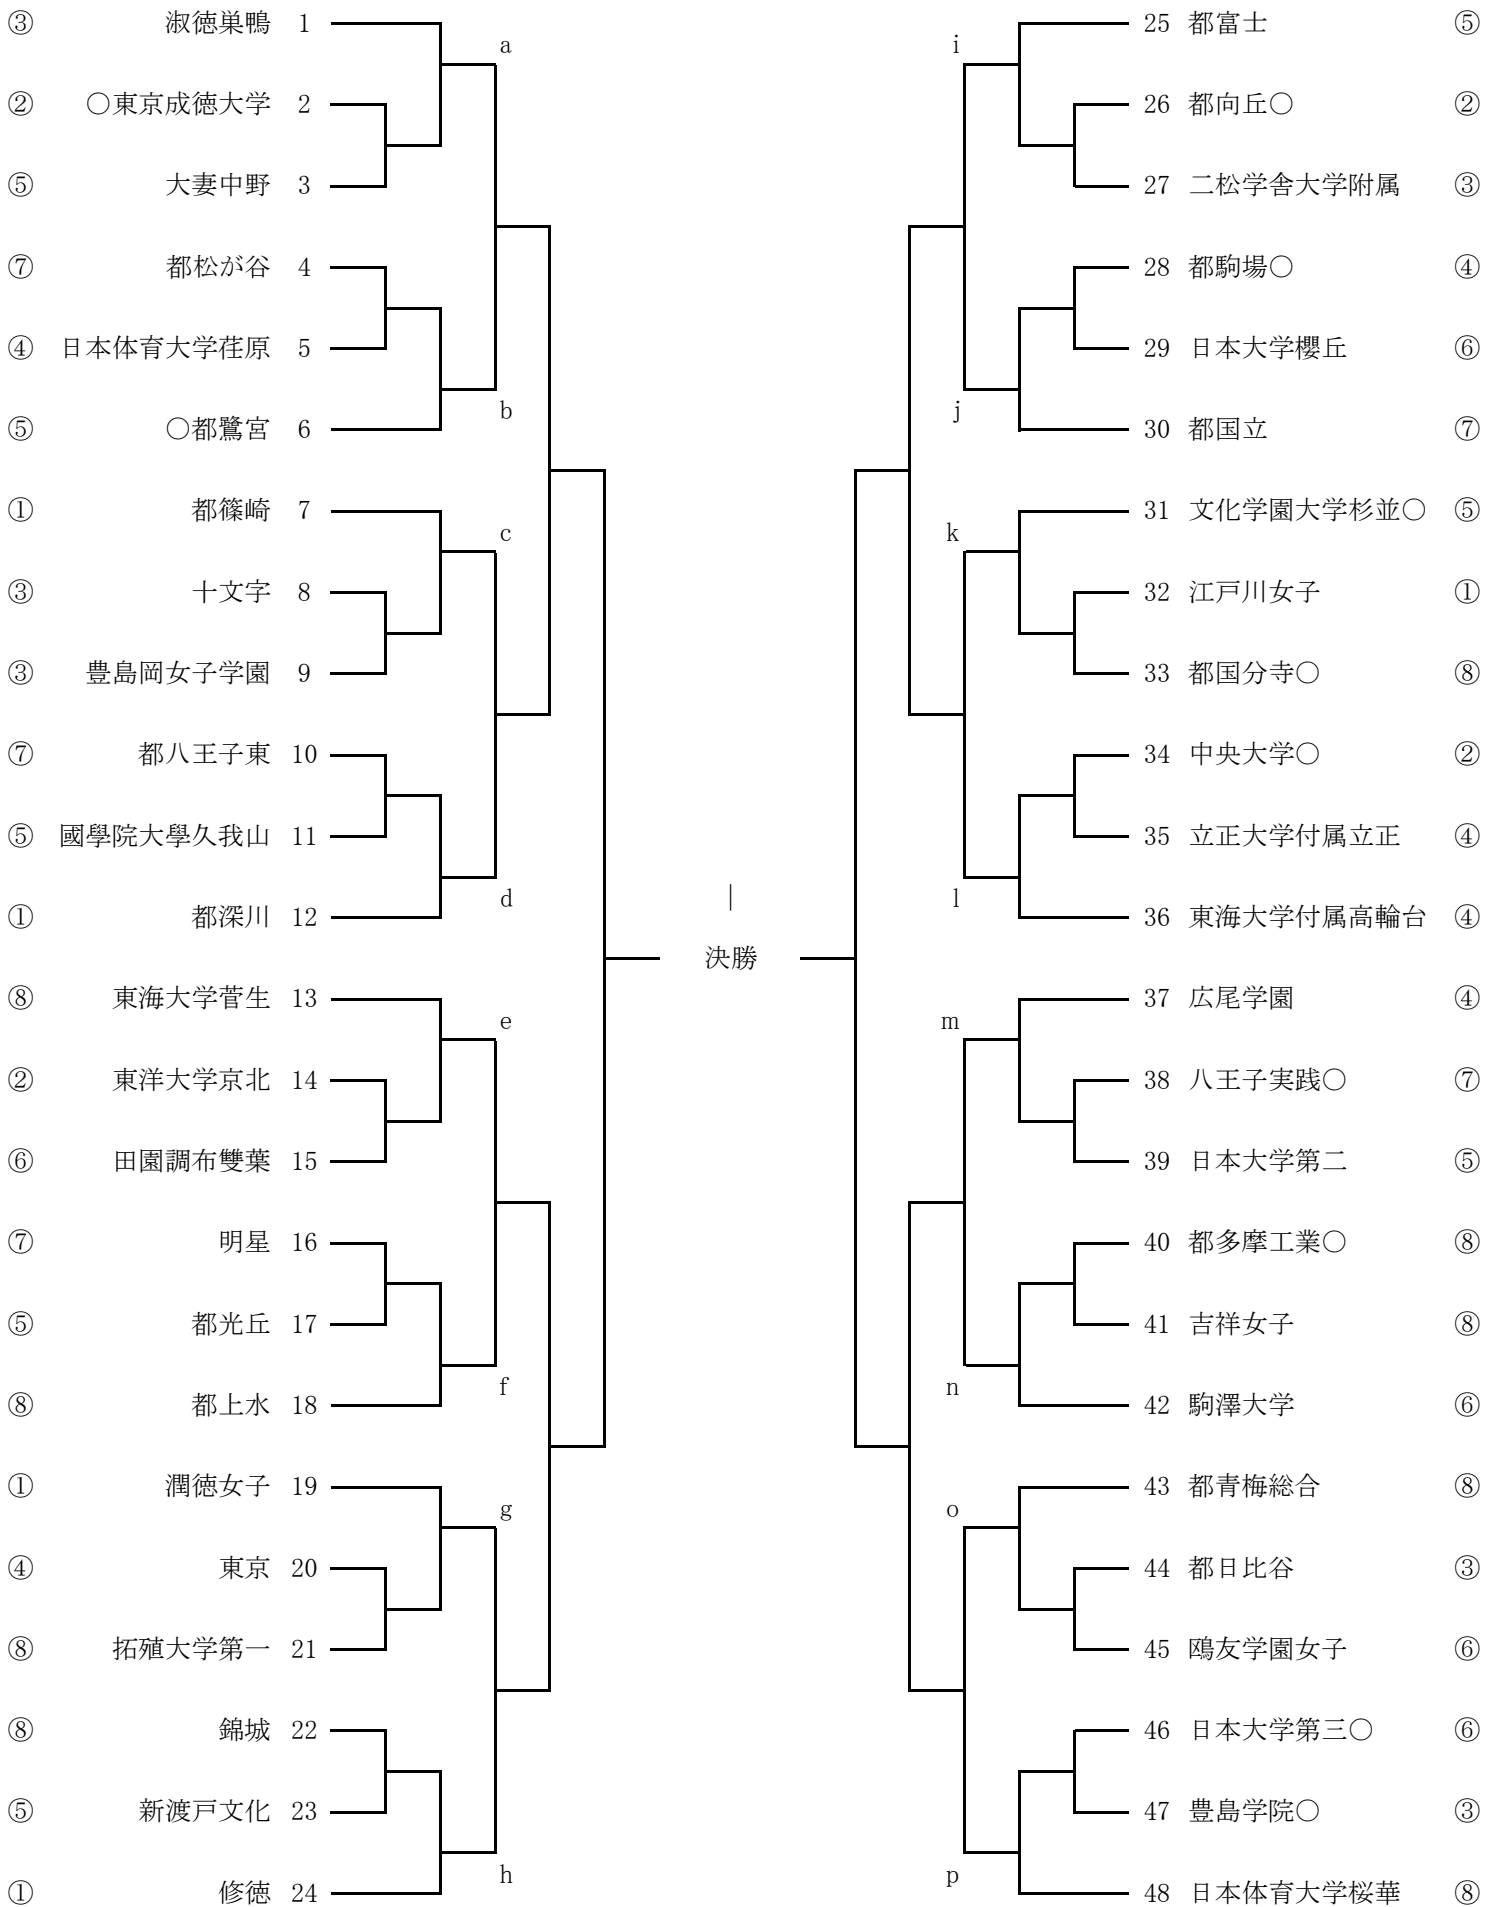 ③ 淑徳巣鴨 1
a
② ○東京成徳大学 2
⑤ 大妻中野 3
⑦ 都松が谷 4
④ 日本体育大学荏原 5
b
⑤ ○都鷺宮 6
① 都篠崎 7
c
③ 十文字 8
③ 豊島岡女子学園 9
⑦ 都八王子東 10
⑤ 國學院大學久我山 11
d
① 都深川 12
⑧ 東海大学菅生 13
e
② 東洋大学京北 14
⑥ 田園調布雙葉 15
⑦ 明星 16
⑤ 都光丘 17
f
⑧ 都上水 18
① 潤徳女子 19
g
④ 東京 20
⑧ 拓殖大学第一 21
⑧ 錦城 22
⑤ 新渡戸文化 23
h
① 修徳 24
|
決勝
25 都富士 ⑤
i
26 都向丘○ ②
27 二松学舎大学附属 ③
28 都駒場○ ④
29 日本大学櫻丘 ⑥
j
30 都国立 ⑦
31 文化学園大学杉並○ ⑤
k
32 江戸川女子 ①
33 都国分寺○ ⑧
34 中央大学○ ②
35 立正大学付属立正 ④
l
36 東海大学付属高輪台 ④
37 広尾学園 ④
m
38 八王子実践○ ⑦
39 日本大学第二 ⑤
40 都多摩工業○ ⑧
41 吉祥女子 ⑧
n
42 駒澤大学 ⑥
43 都青梅総合 ⑧
o
44 都日比谷 ③
45 鴎友学園女子 ⑥
46 日本大学第三○ ⑥
47 豊島学院○ ③
p
48 日本体育大学桜華 ⑧